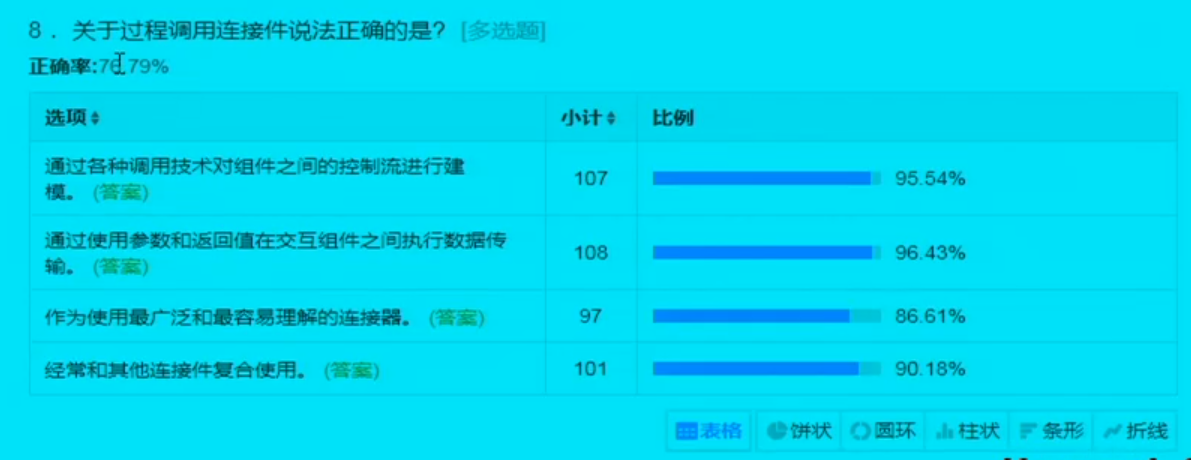 8． 关于过程调用连接件说法正确的是？ [多选题]
正确率:76.79%
选项 小计 比例
通过各种调用技术对组件之间的控制流进行建
模。 (答案) 107 95.54%
通过使用参数和返回值在交互组件之间执行数据传
输。 (答案) 108 96.43%
作为使用最广泛和最容易理解的连接器。 (答案) 97 86.61%
经常和其他连接件复合使用。 (答案) 101 90.18%
表格 饼状 圆环 柱状 条形 折线